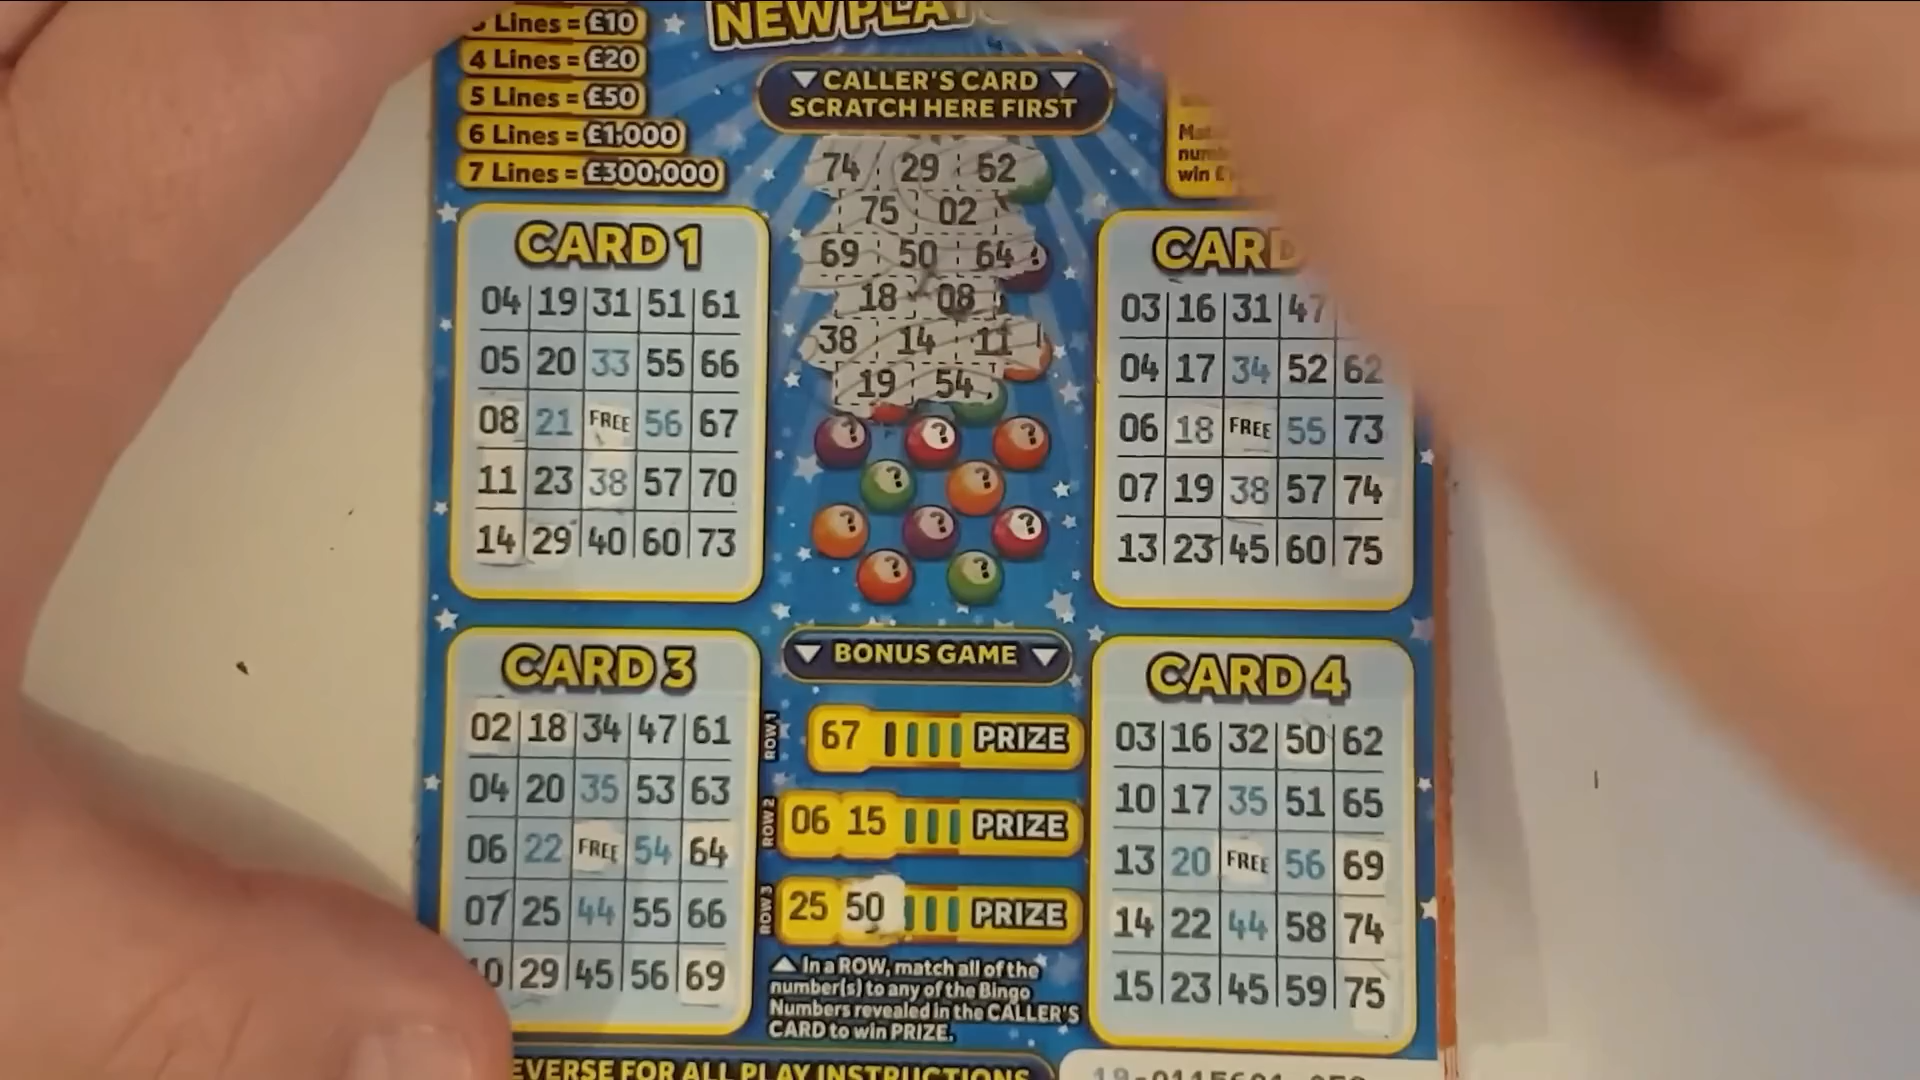 Lines = £10
4 Lines = £20
5 Lines = £50
6 Lines = £1,000
7 Lines = £300,000
▼ CALLER'S CARD ▼
SCRATCH HERE FIRST
74 29 52
75 02
69 50 64
18 08
38 14 11
19 54
win
CARD 1
04 19 31 51 61
05 20 33 55 66
08 21 FREE 56 67
11 23 38 57 70
14 29 40 60 73
03 16 31 47
04 17 34 52 62
06 18 FREE 55 73
07 19 38 57 74
13 23 45 60 75
CARD 3
02 18 34 47 61
04 20 35 53 63
06 22 FREE 54 64
07 25 44 55 66
29 45 56 69
▼ BONUS GAME ▼
ROW 1
67 PRIZE
ROW 2
06 15 PRIZE
ROW 3
25 50 PRIZE
▲ In a ROW, match all of the
number(s) to any of the Bingo
Numbers revealed in the CALLER'S
CARD to win PRIZE.
CARD 4
03 16 32 50 62
10 17 35 51 65
13 20 FREE 56 69
14 22 44 58 74
15 23 45 59 75
FOR ALL PLAY INSTRUCTIONS